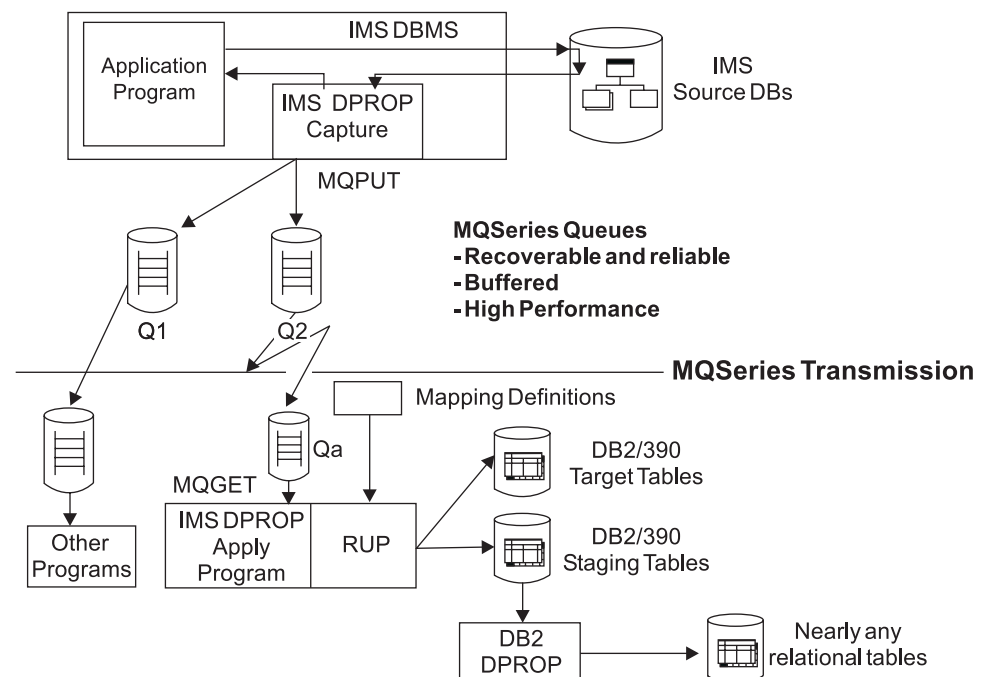 IMS DBMS
Application
Program
IMS DPROP
Capture
IMS
Source DBs
MQPUT
MQSeries Queues
-Recoverable and reliable
-Buffered
-High Performance
Q1
Q2
MQSeries Transmission
Mapping Definitions
Qa
MQGET
IMS DPROP
Apply
Program
RUP
DB2/390
Target Tables
DB2/390
Staging Tables
Other
Programs
DB2
DPROP
Nearly any
relational tables